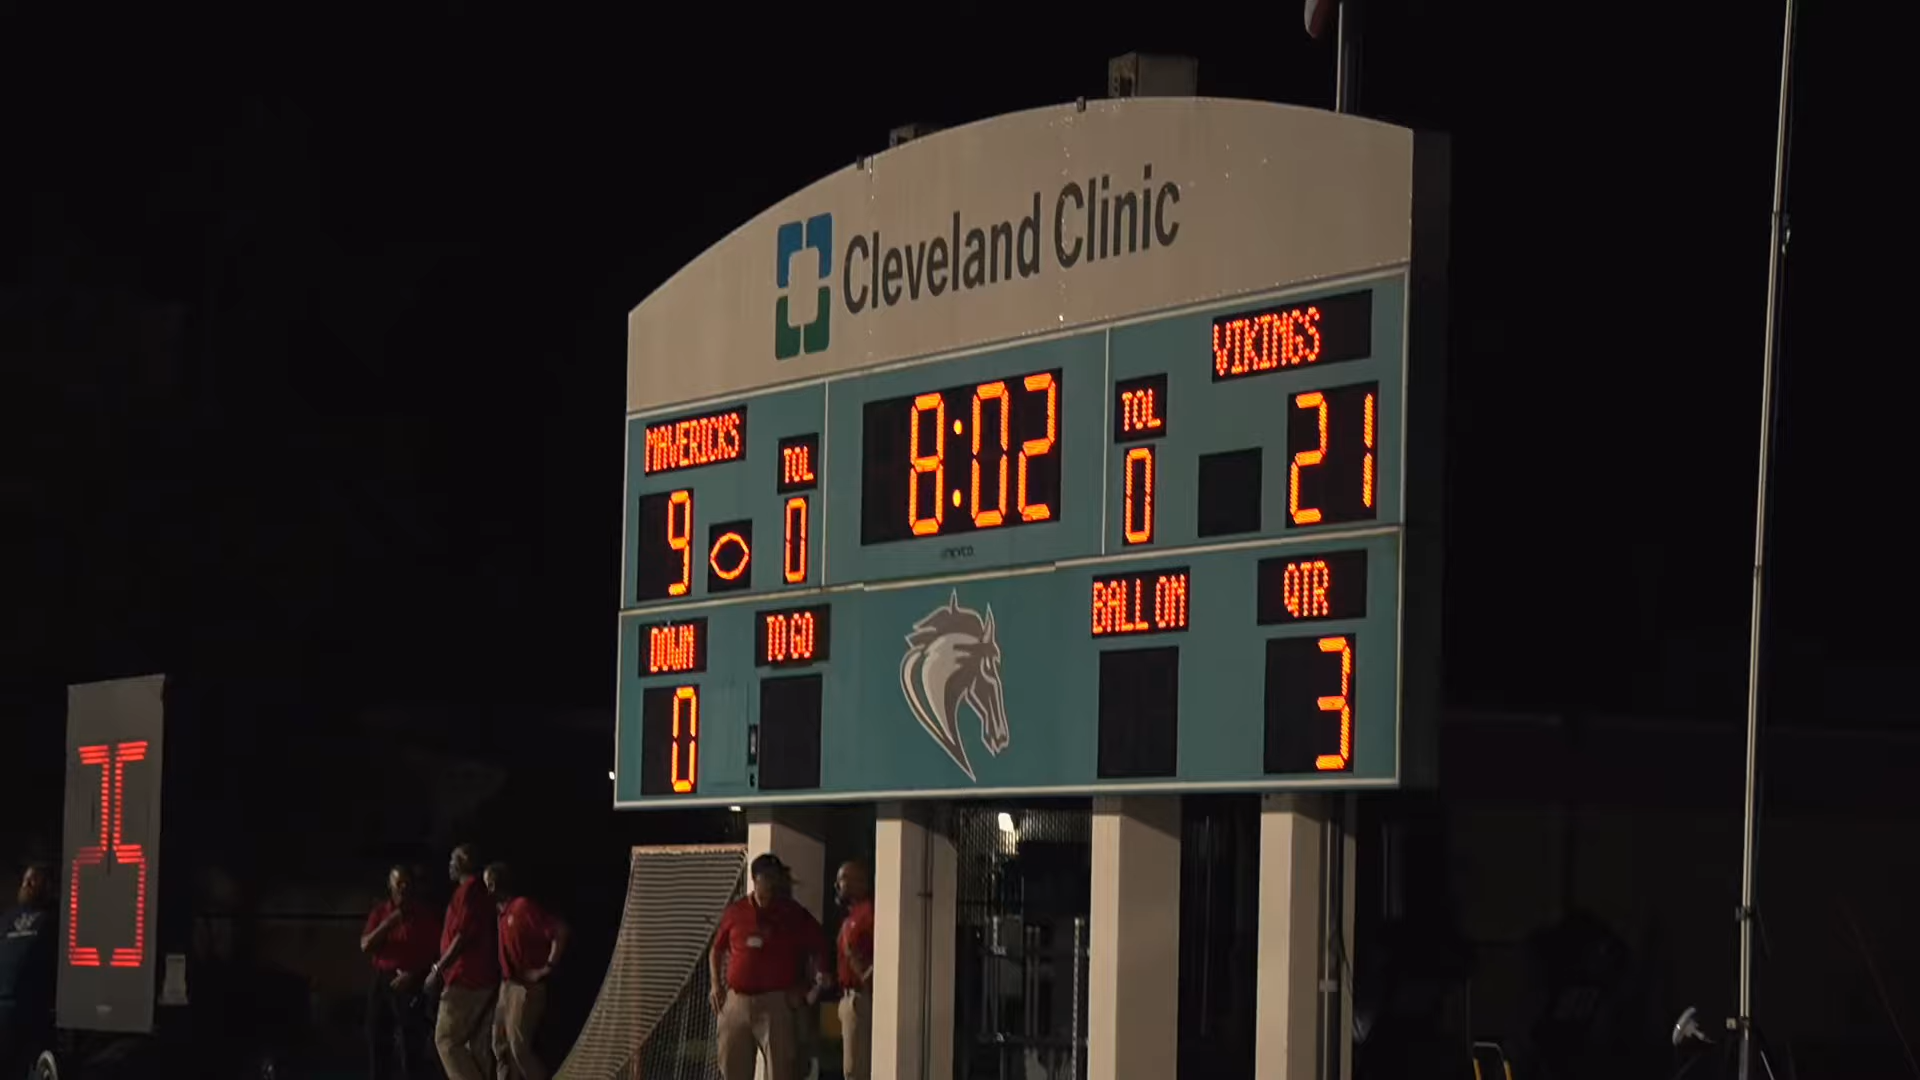 Cleveland Clinic
VIKINGS
MAVERICKS
TOL
8:02
TOL
21
9
0
0
DOWN
TO GO
BALL ON
QTR
0
3
25